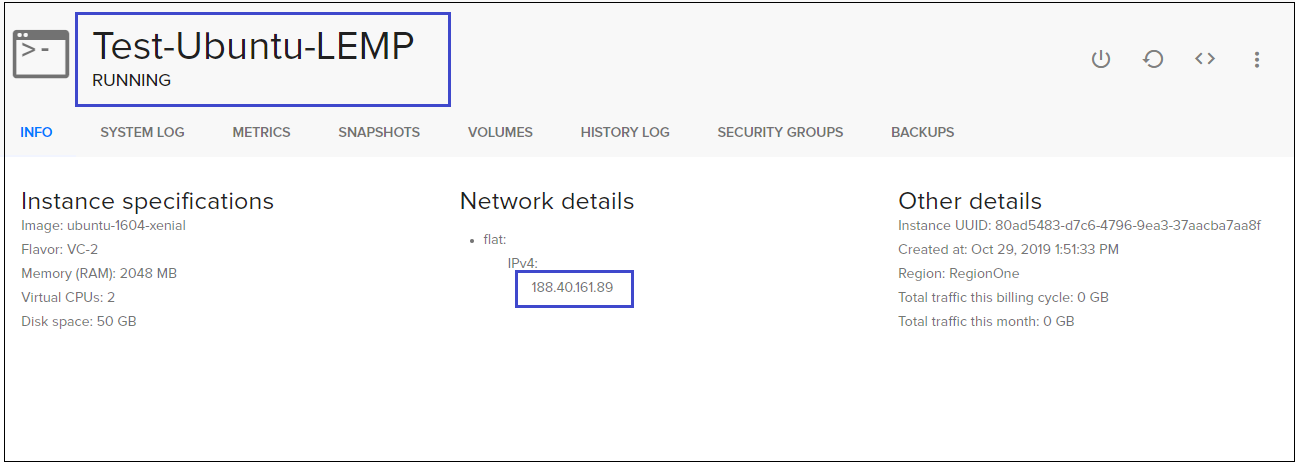 Test-Ubuntu-LEMP
RUNNING
INFO SYSTEM LOG METRICS SNAPSHOTS VOLUMES HISTORY LOG SECURITY GROUPS BACKUPS
Instance specifications
Image: ubuntu-1604-xenial
Flavor: VC-2
Memory (RAM): 2048 MB
Virtual CPUs: 2
Disk space: 50 GB
Network details
• flat:
IPv4:
188.40.161.89
Other details
Instance UUID: 80ad5483-d7c6-4796-9ea3-37aacba7aa8f
Created at: Oct 29, 2019 1:51:33 PM
Region: RegionOne
Total traffic this billing cycle: 0 GB
Total traffic this month: 0 GB